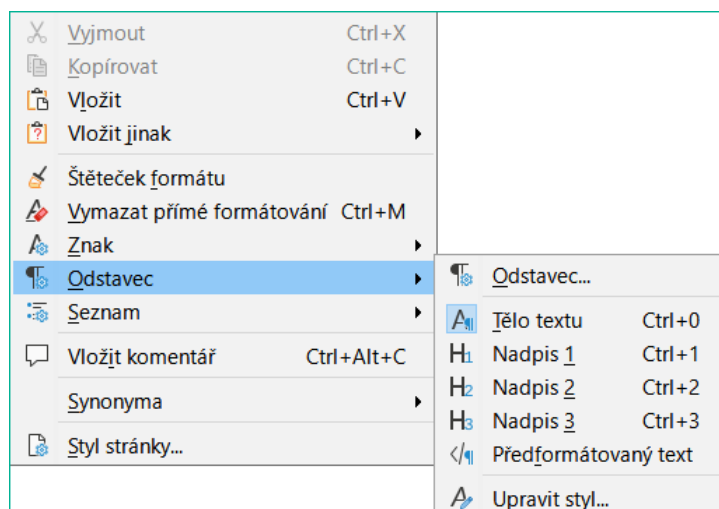 Vyjmout Ctrl+X
Kopírovat Ctrl+C
Vložit Ctrl+V
Vložit jinak
Štěteček formátu
Vymazat přímé formátování Ctrl+M
Znak
Odstavec
Seznam
Vložit komentář Ctrl+Alt+C
Synonyma
Styl stránky...
Odstavec...
Tělo textu Ctrl+0
Nadpis 1 Ctrl+1
Nadpis 2 Ctrl+2
Nadpis 3 Ctrl+3
Předformátovaný text
Upravit styl...